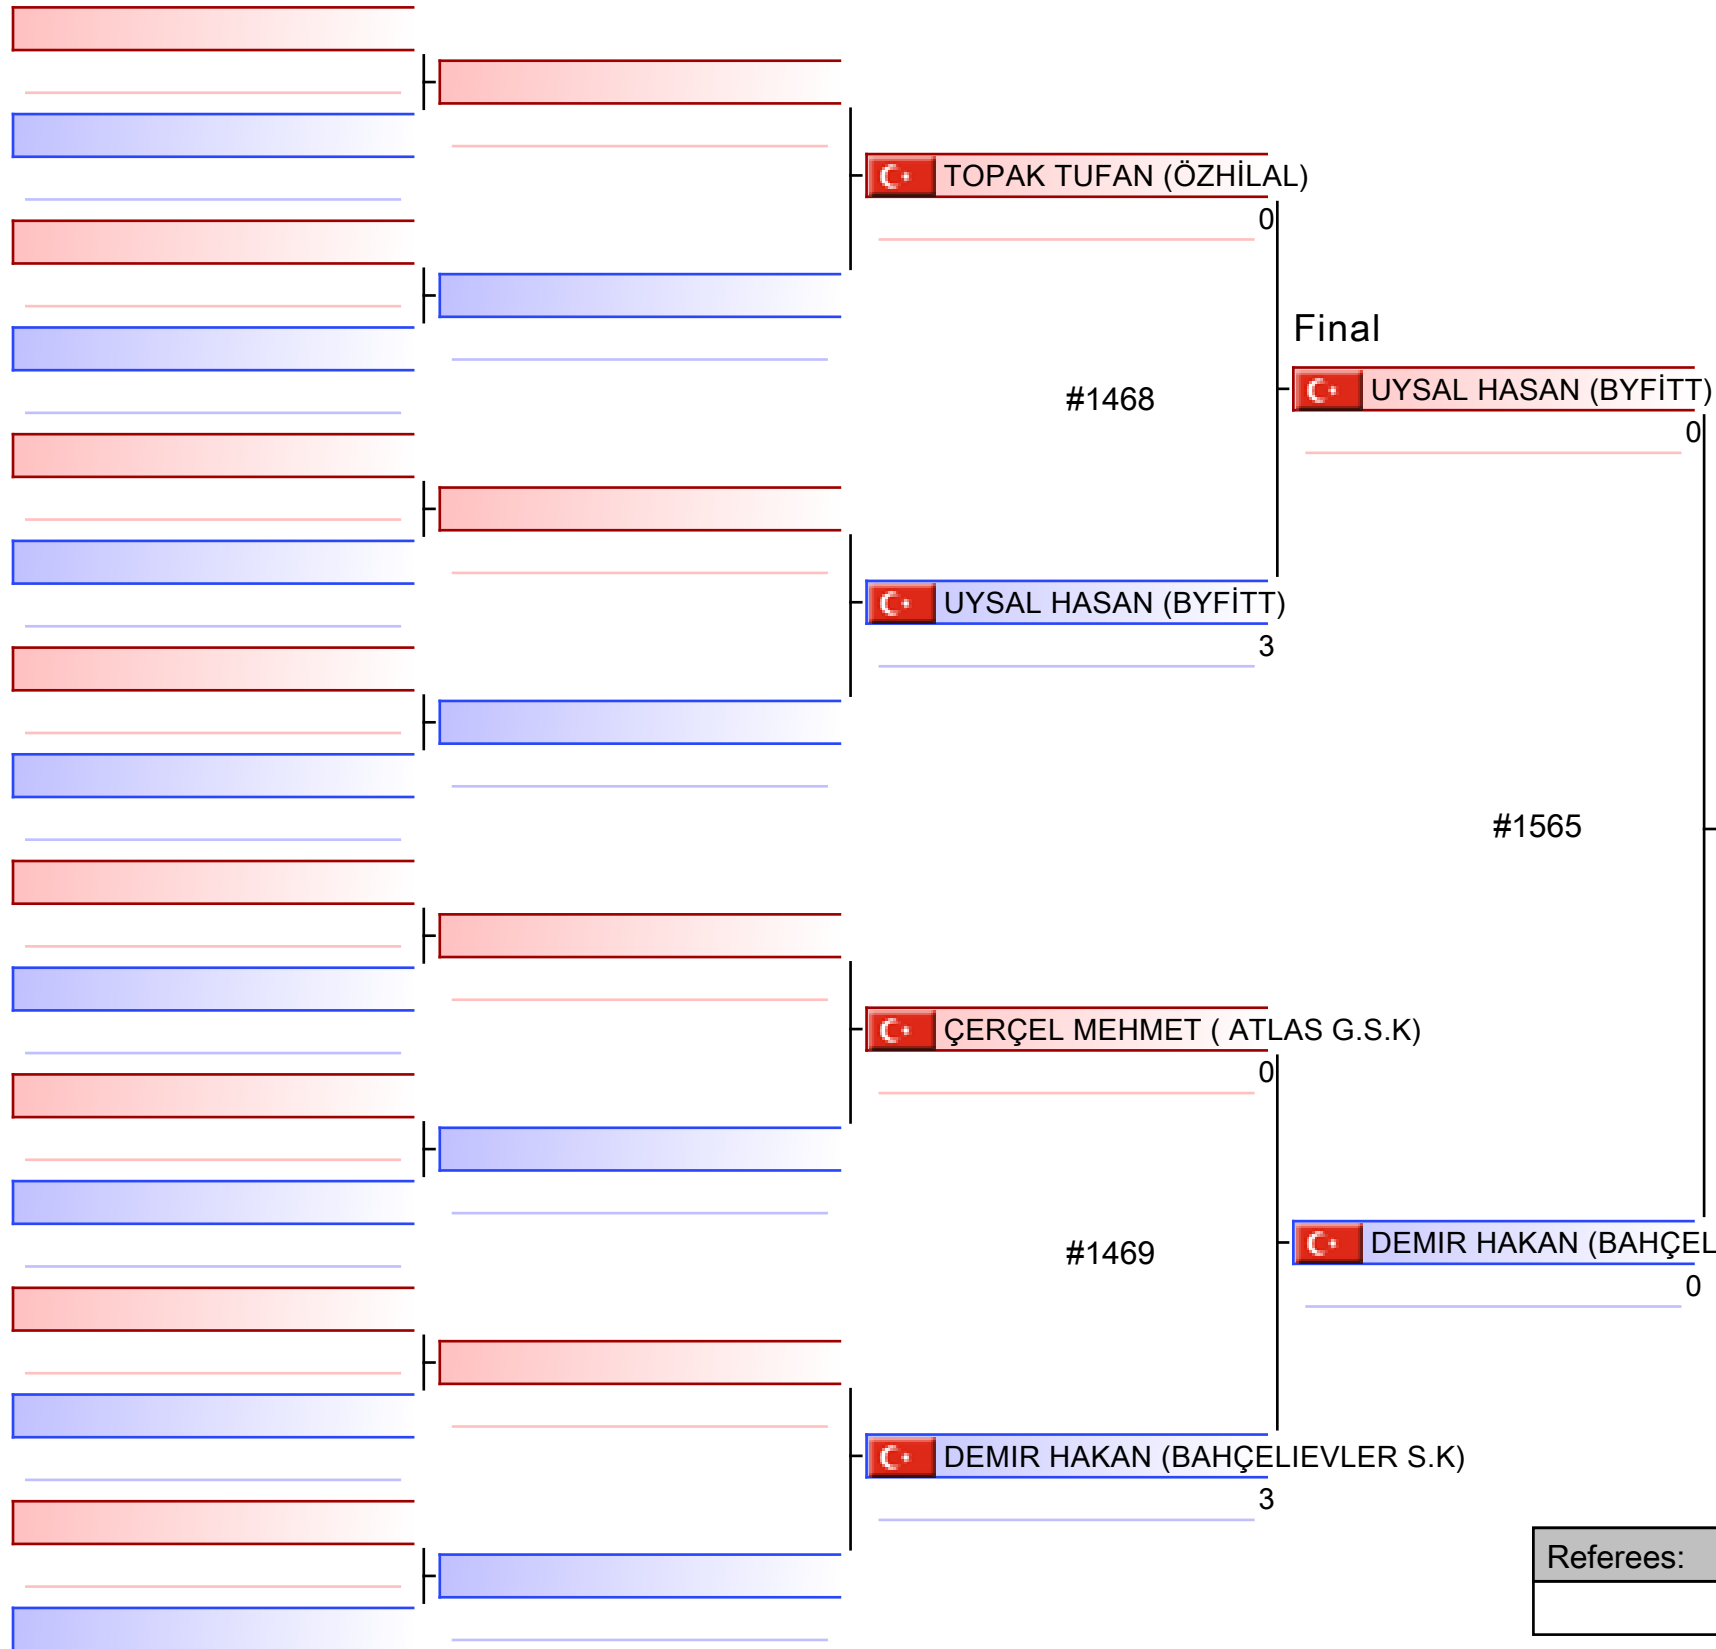 TOPAK TUFAN (ÖZHİLAL)
0
Final
UYSAL HASAN (BYFİTT)
0
#1468
UYSAL HASAN (BYFİTT)
3
#1565
ÇERÇEL MEHMET ( ATLAS G.S.K)
0
#1469
DEMIR HAKAN (BAHÇEL
0
DEMIR HAKAN (BAHÇELIEVLER S.K)
3
Referees: